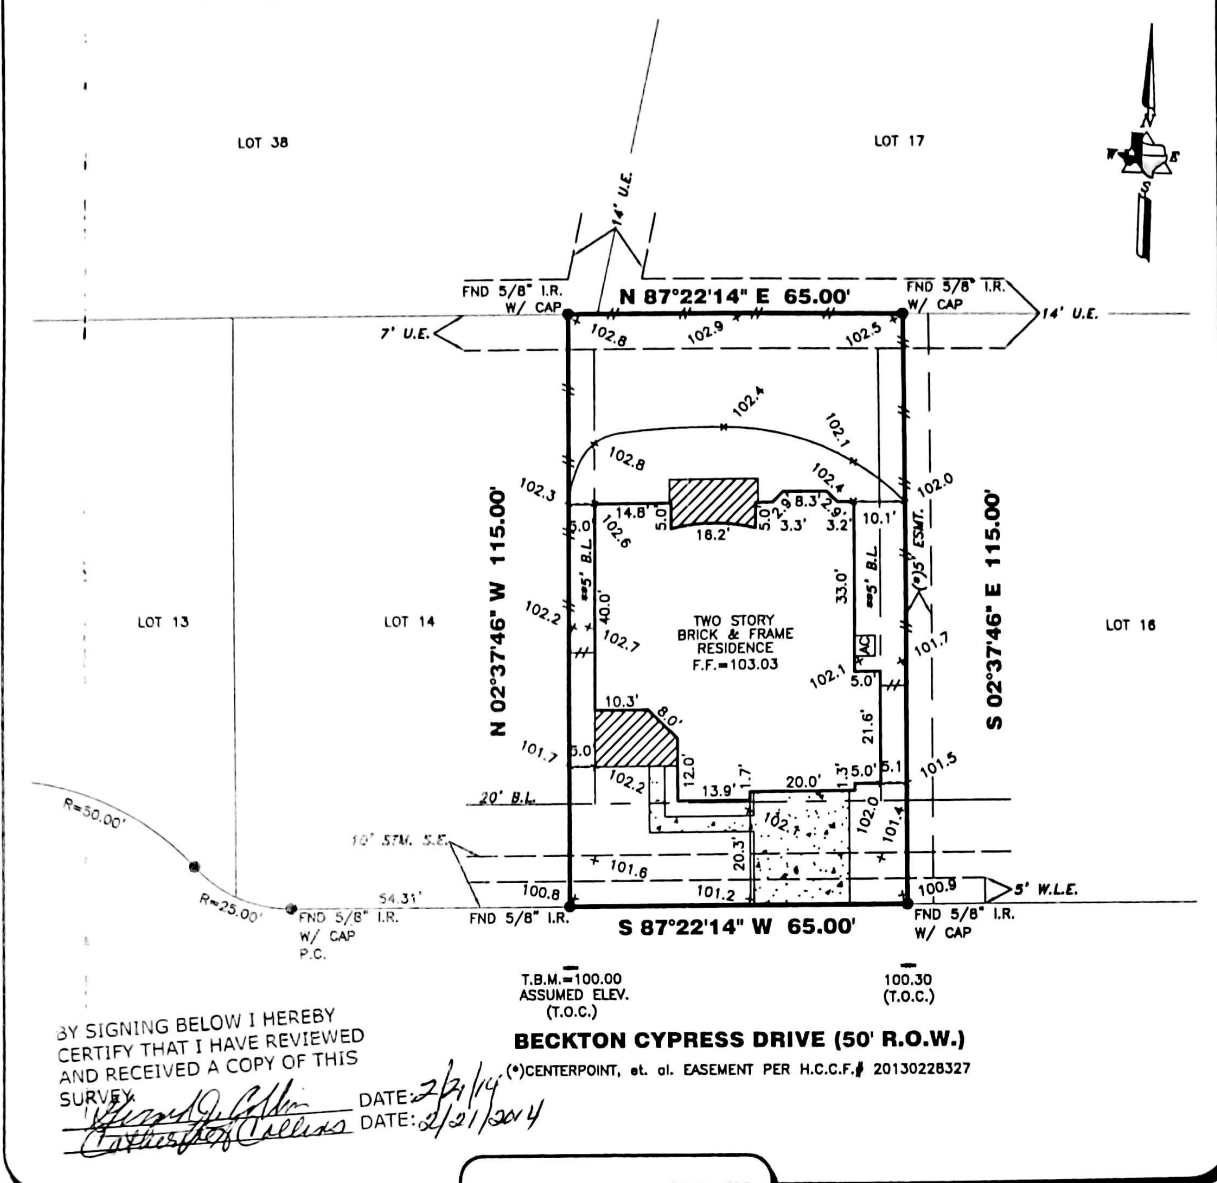 LOT 38
LOT 17
N
W
E
S
14' U.E.
FND 5/8" I.R.
W/ CAP
N 87°22'14" E 65.00'
FND 5/8" I.R.
W/ CAP
14' U.E.
7' U.E.
102.8
102.9
102.5
102.4
102.1
102.8
102.3
102.4
102.0
14.8'
5.0'
16.2'
5.0'
2.9'
8.3'
3.3'
2.9'
3.2'
10.1'
5.0'
102.6
N 02°37'46" W 115.00'
**5' B.L.
40.0'
33.0'
**5' B.L.
(*)5' ESMT.
S 02°37'46" E 115.00'
102.2
102.7
LOT 13
LOT 14
TWO STORY
BRICK & FRAME
RESIDENCE
F.F.=103.03
AC
LOT 16
101.7
102.1
5.0'
10.3'
8.0'
21.6'
101.7
5.0
102.2
12.0'
13.9'
1.7'
20.0'
1.3'
5.0'
5.1
101.5
20' B.L.
102.1
102.0
101.4
R=50.00'
10' STM. S.E.
101.6
20.3'
R=25.00'
54.31'
100.8
101.2
100.9
5' W.L.E.
FND 5/8" I.R.
W/ CAP
P.C.
FND 5/8" I.R.
S 87°22'14" W 65.00'
FND 5/8" I.R.
W/ CAP
T.B.M.=100.00
ASSUMED ELEV.
(T.O.C.)
100.30
(T.O.C.)
BECKTON CYPRESS DRIVE (50' R.O.W.)
(*)CENTERPOINT, et. al. EASEMENT PER H.C.C.F.# 20130228327
BY SIGNING BELOW I HEREBY
CERTIFY THAT I HAVE REVIEWED
AND RECEIVED A COPY OF THIS
SURVEY.
DATE: 2/21/14
Collins DATE: 2/21/2014